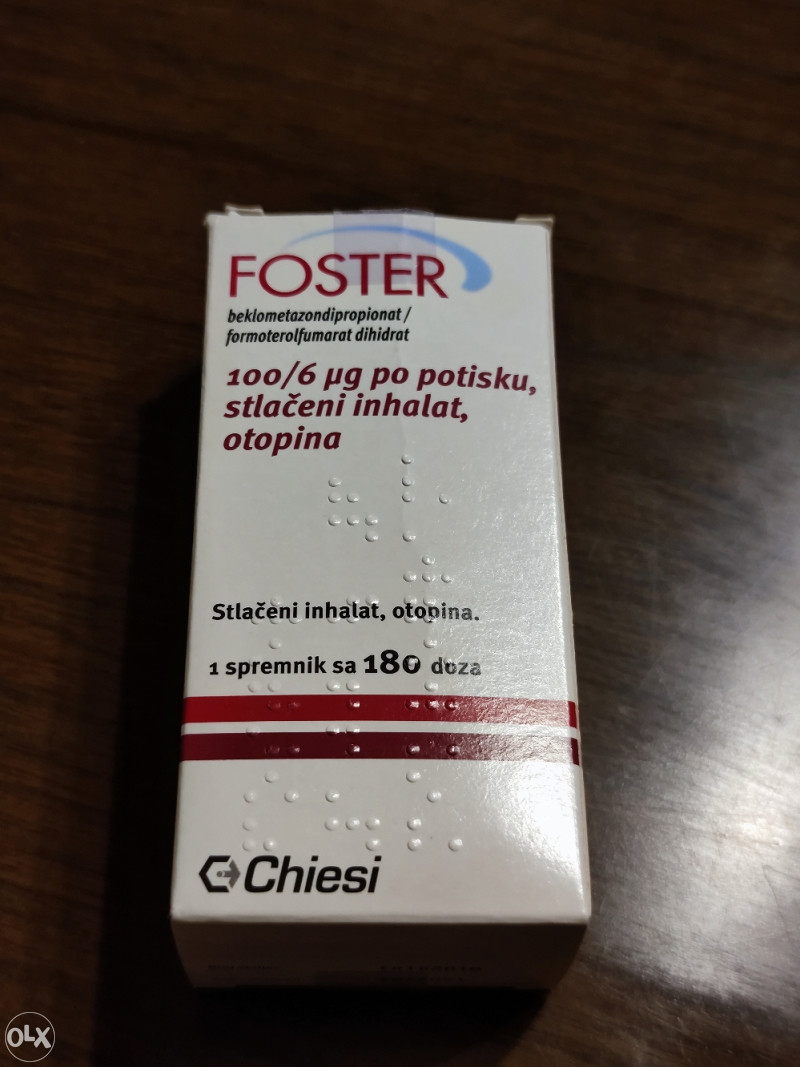 FOSTER
beklometazondipropionat /
formoterolfumarat dihidrat
100/6 µg po potisku,
stlačeni inhalat,
otopina
Stlačeni inhalat, otopina.
1 spremnik sa 180 doza
Chiesi
OLX